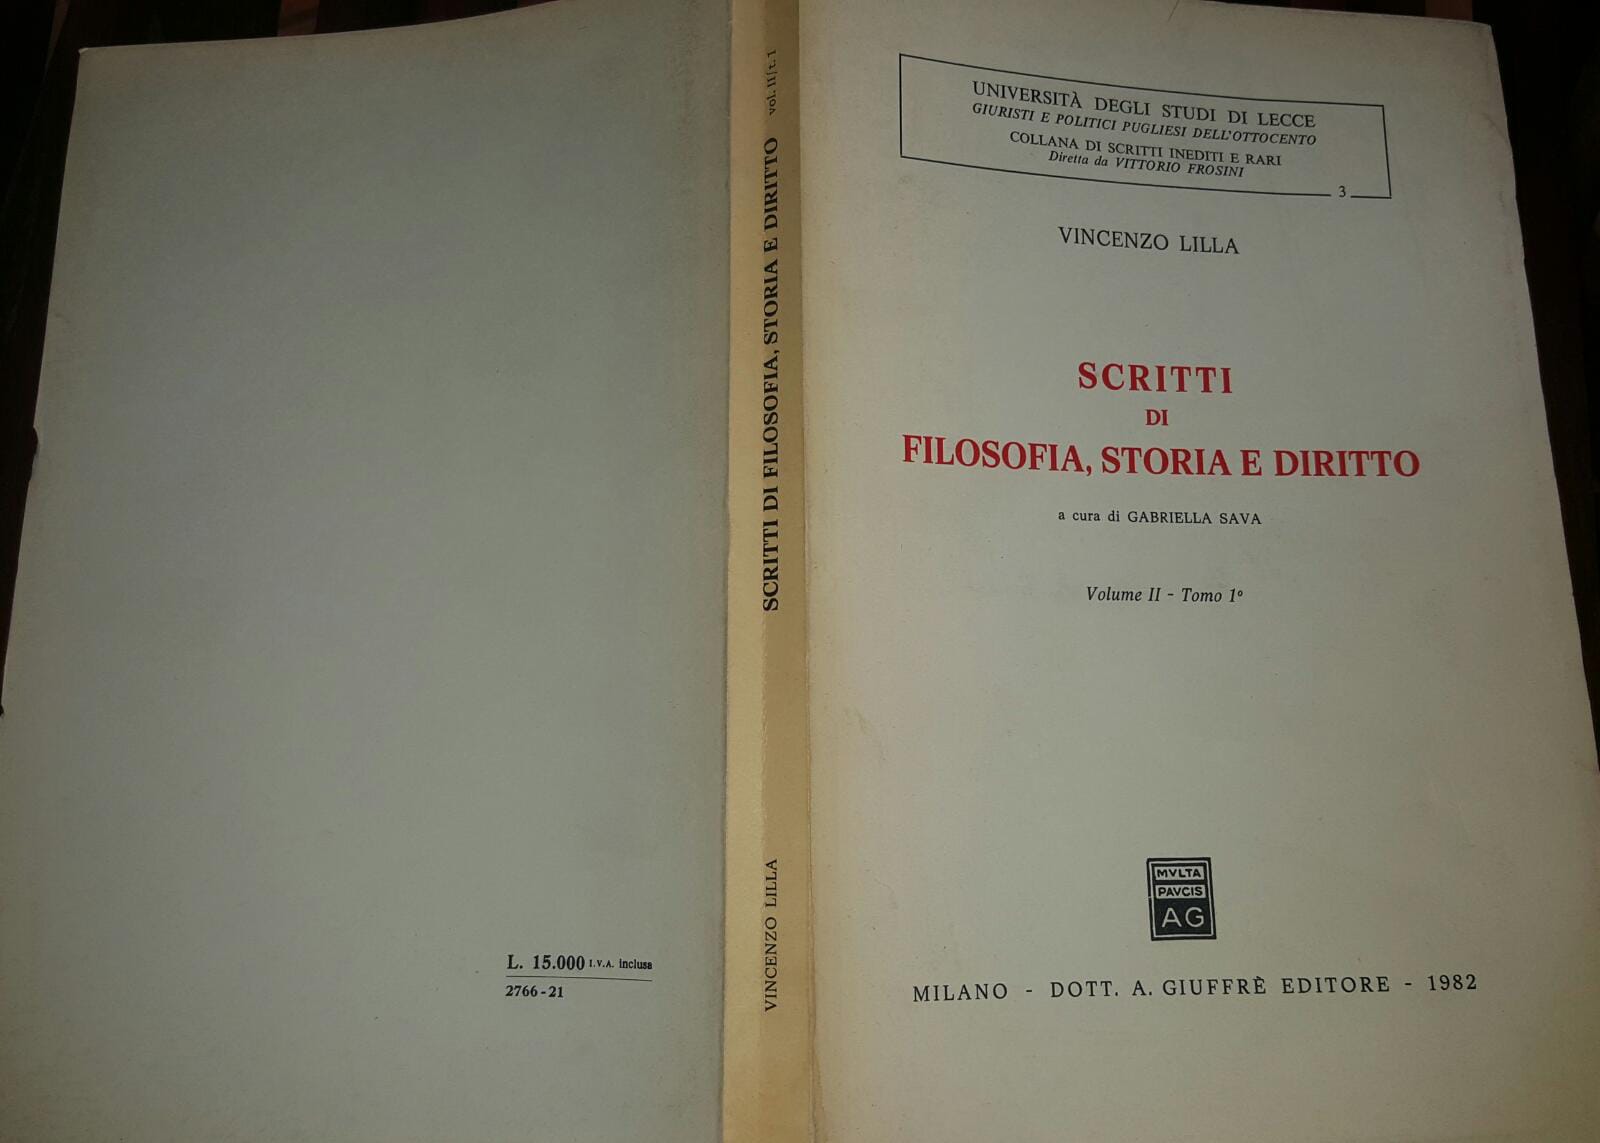 L. 15.000 I.V.A. inclusa
2766-21
VINCENZO LILLA
SCRITTI DI FILOSOFIA, STORIA E DIRITTO
vol. II/t. 1
UNIVERSITÀ DEGLI STUDI DI LECCE
GIURISTI E POLITICI PUGLIESI DELL'OTTOCENTO
COLLANA DI SCRITTI INEDITI E RARI
Diretta da VITTORIO FROSINI
3
VINCENZO LILLA
SCRITTI
DI
FILOSOFIA, STORIA E DIRITTO
a cura di GABRIELLA SAVA
Volume II - Tomo 1º
MVLTA
PAVCIS
AG
MILANO - DOTT. A. GIUFFRÈ EDITORE - 1982